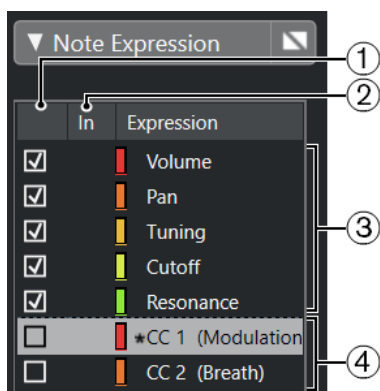 ▼ Note Expression
1
2
In Expression
Volume
Pan
Tuning
Cutoff
Resonance
3
*CC 1 (Modulation
CC 2 (Breath)
4